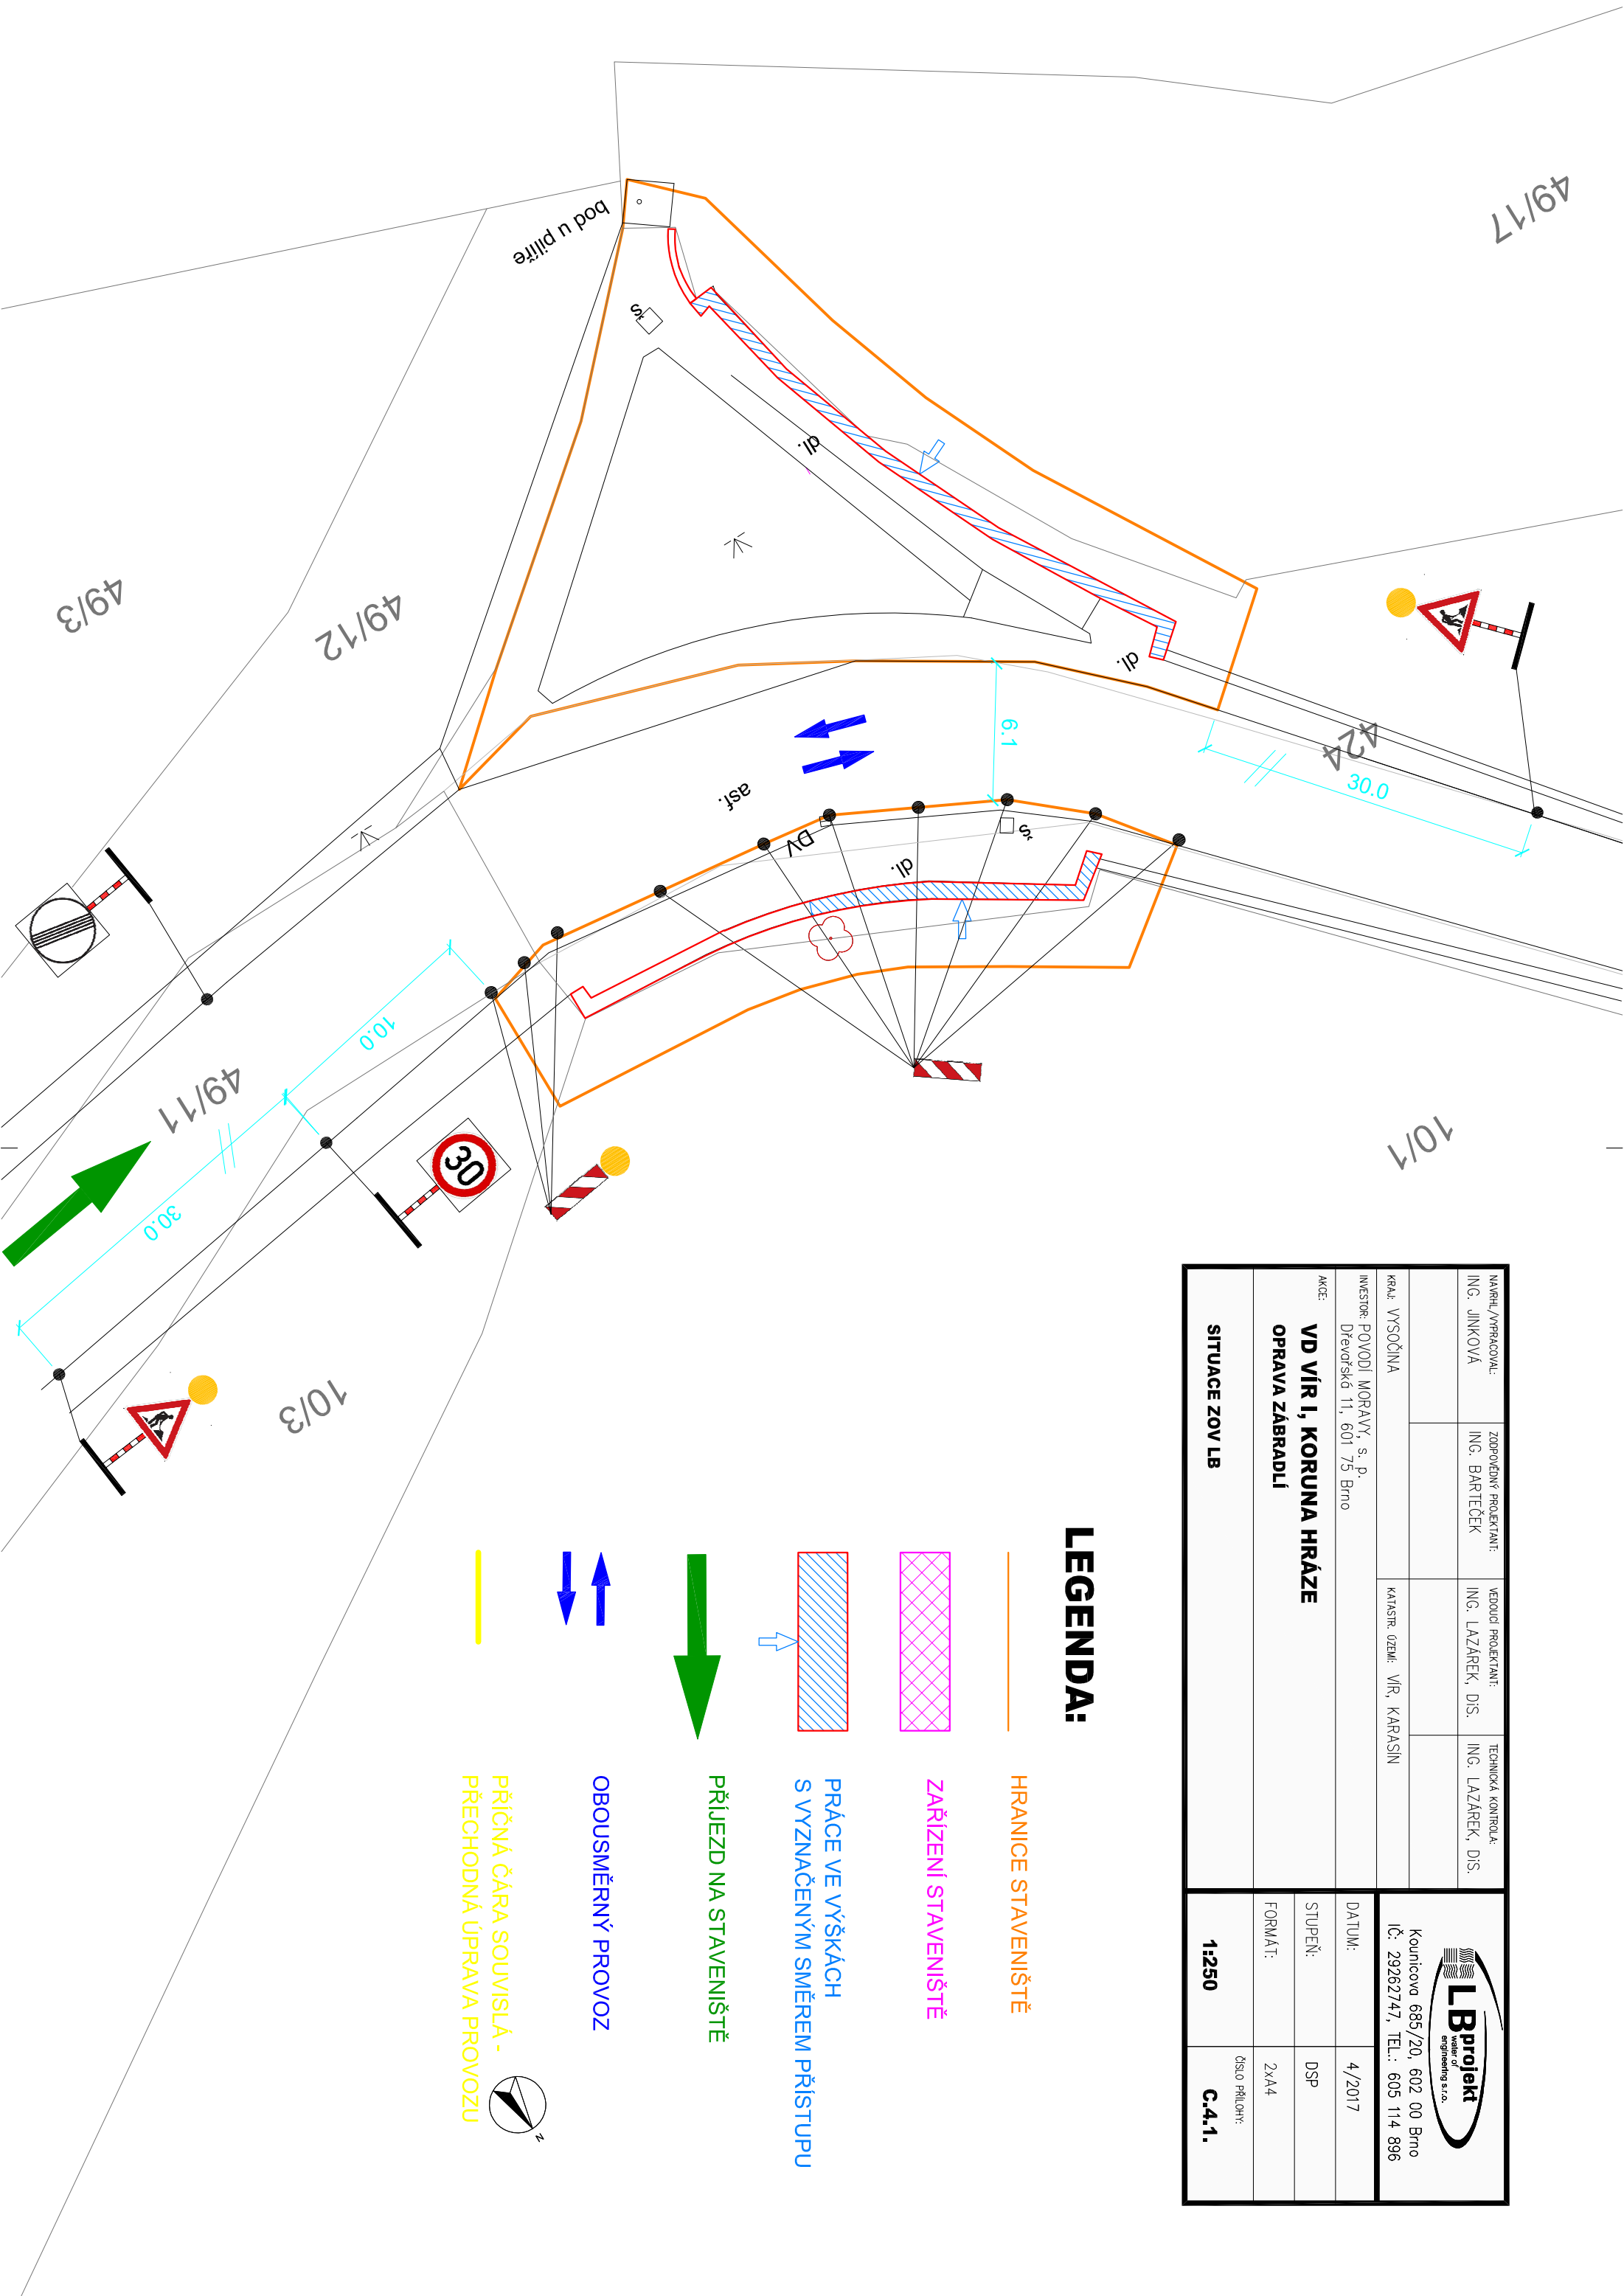 49/17
bod u pilíře
š
dl.
49/3
49/12
dl.
424
6.1
30.0
asf.
DV
š
dl.
10.0
49/11
30.0
30
10/1
10/3
NAVRHL/VYPRACOVAL:
ING. JINKOVÁ
ZODPOVĚDNÝ PROJEKTANT:
ING. BARTEČEK
VEDOUCÍ PROJEKTANT:
ING. LAZÁREK, DiS.
TECHNICKÁ KONTROLA:
ING. LAZÁREK, DiS.
KRAJ: VYSOČINA
KATASTR. ÚZEMÍ: VÍR, KARASÍN
INVESTOR: POVODÍ MORAVY, s. p.
Dřevařská 11, 601 75 Brno
AKCE:
VD VÍR I, KORUNA HRÁZE
OPRAVA ZÁBRADLÍ
SITUACE ZOV LB
LBprojekt
water of
engineering s.r.o.
Kounicova 685/20, 602 00 Brno
IČ: 29262747, TEL.: 605 114 896
DATUM: 4/2017
STUPEŇ: DSP
FORMÁT: 2xA4
1:250
ČÍSLO PŘÍLOHY:
C.4.1.
LEGENDA:
HRANICE STAVENIŠTĚ
ZAŘÍZENÍ STAVENIŠTĚ
PRÁCE VE VÝŠKÁCH
S VYZNAČENÝM SMĚREM PŘÍSTUPU
PŘÍJEZD NA STAVENIŠTĚ
OBOUSMĚRNÝ PROVOZ
PŘÍČNÁ ČÁRA SOUVISLÁ -
PŘECHODNÁ ÚPRAVA PROVOZU
Z